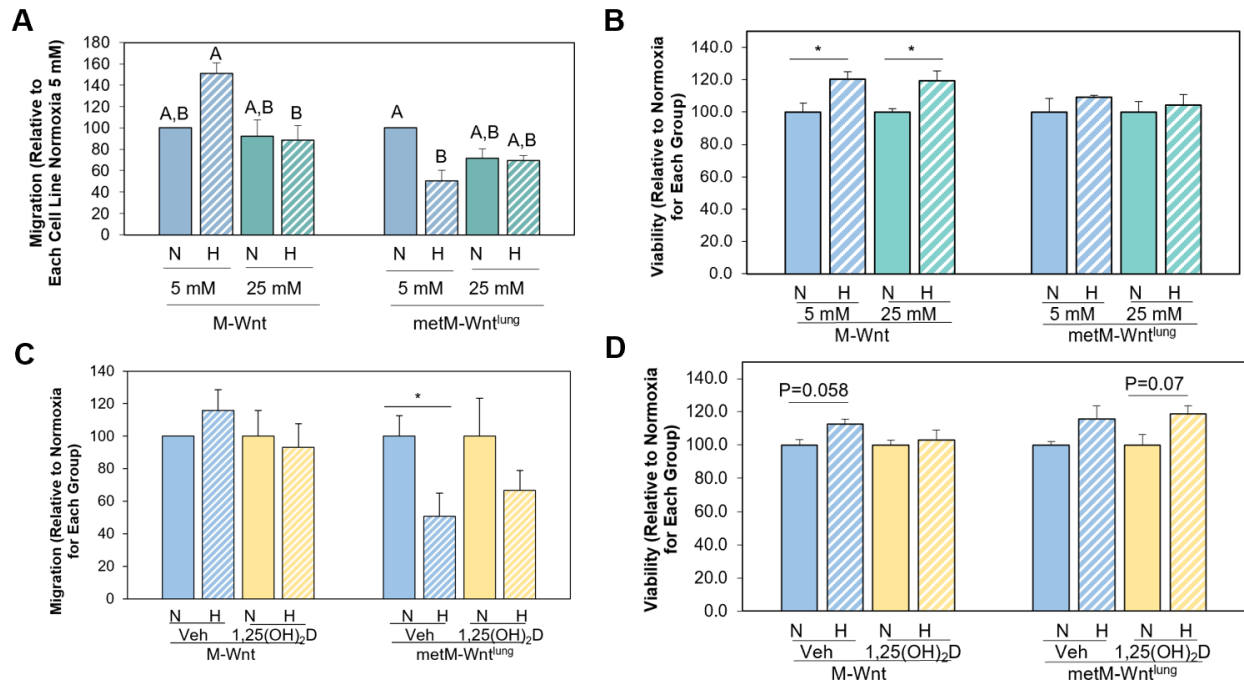 A
Migration (Relative to
Each Cell Line Normoxia 5 mM)
180
160
140
120
100
80
60
40
20
0
A,B
A
A,B
B
A
B
A,B
A,B
N H N H N H N H
5 mM 25 mM 5 mM 25 mM
M-Wnt metM-Wntˡᵘⁿᵍ
B
Viability (Relative to Normoxia
for Each Group)
140.0
120.0
100.0
80.0
60.0
40.0
20.0
0.0
* *
N H N H N H N H
5 mM 25 mM 5 mM 25 mM
M-Wnt metM-Wntˡᵘⁿᵍ
C
Migration (Relative to Normoxia
for Each Group)
140
120
100
80
60
40
20
0
*
N H N H N H N H
Veh 1,25(OH)₂D Veh 1,25(OH)₂D
M-Wnt metM-Wntˡᵘⁿᵍ
D
Viability (Relative to Normoxia
for Each Group)
140.0
120.0
100.0
80.0
60.0
40.0
20.0
0.0
P=0.058 P=0.07
N H N H N H N H
Veh 1,25(OH)₂D Veh 1,25(OH)₂D
M-Wnt metM-Wntˡᵘⁿᵍ